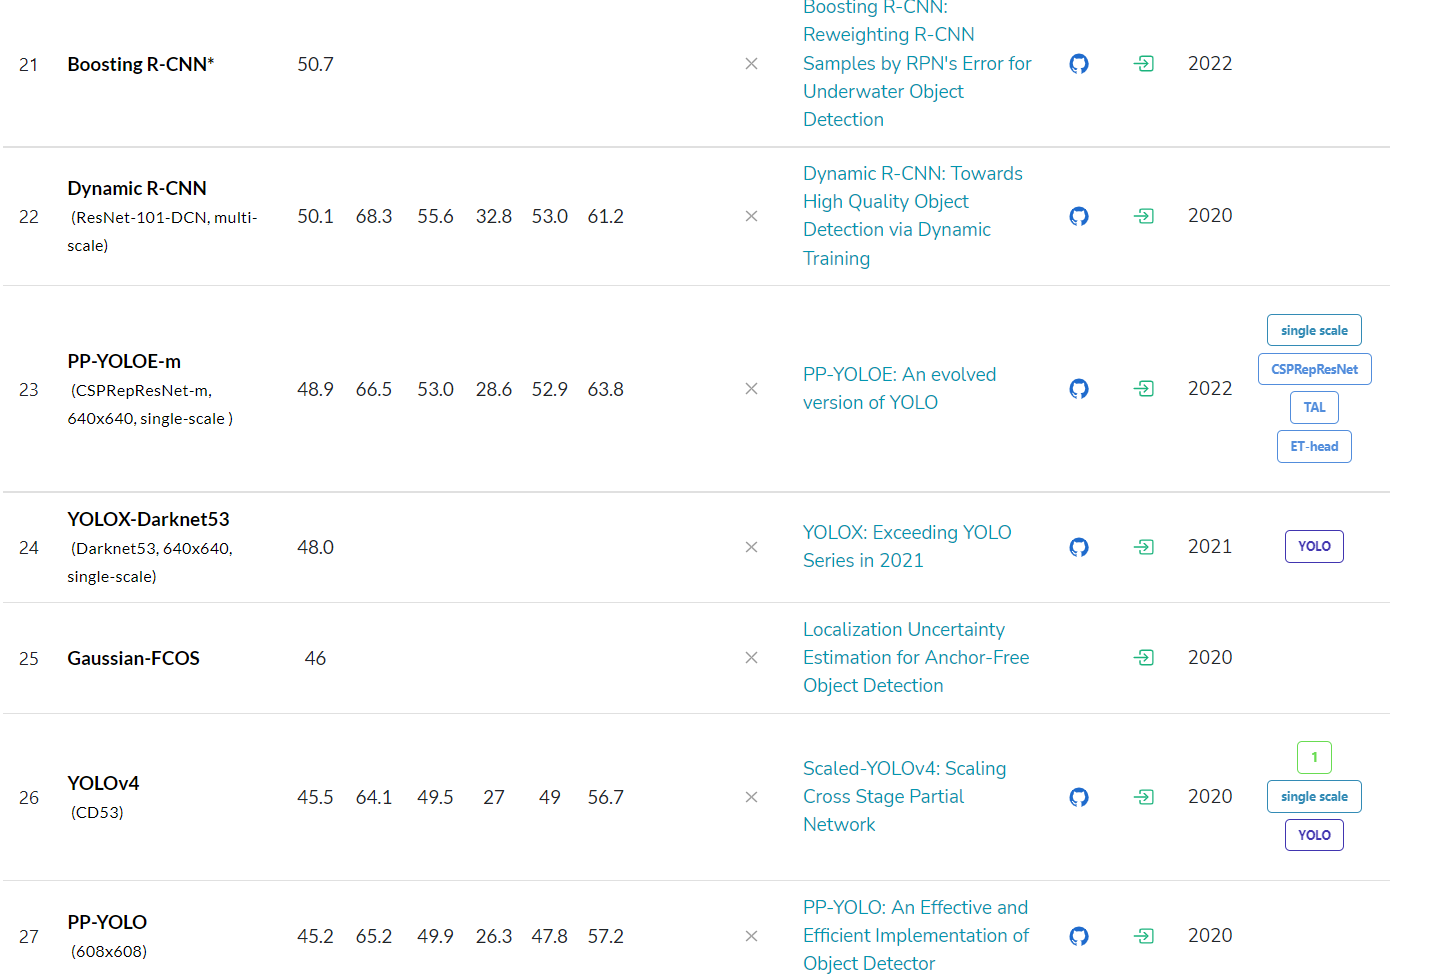 Boosting R-CNN:
Reweighting R-CNN
21 Boosting R-CNN* 50.7 Samples by RPN's Error for 2022
Underwater Object
Detection
Dynamic R-CNN Dynamic R-CNN: Towards
22 (ResNet-101-DCN, multi- 50.1 68.3 55.6 32.8 53.0 61.2 High Quality Object 2020
scale) Detection via Dynamic
Training
single scale
PP-YOLOE-m PP-YOLOE: An evolved CSPRepResNet
23 (CSPRepResNet-m, 48.9 66.5 53.0 28.6 52.9 63.8 version of YOLO 2022
640x640, single-scale ) TAL
ET-head
YOLOX-Darknet53 YOLOX: Exceeding YOLO
24 (Darknet53, 640x640, 48.0 Series in 2021 2021 YOLO
single-scale)
Localization Uncertainty
25 Gaussian-FCOS 46 Estimation for Anchor-Free 2020
Object Detection
1
YOLOv4 Scaled-YOLOv4: Scaling
26 (CD53) 45.5 64.1 49.5 27 49 56.7 Cross Stage Partial 2020 single scale
Network YOLO
PP-YOLO PP-YOLO: An Effective and
27 (608x608) 45.2 65.2 49.9 26.3 47.8 57.2 Efficient Implementation of 2020
Object Detector